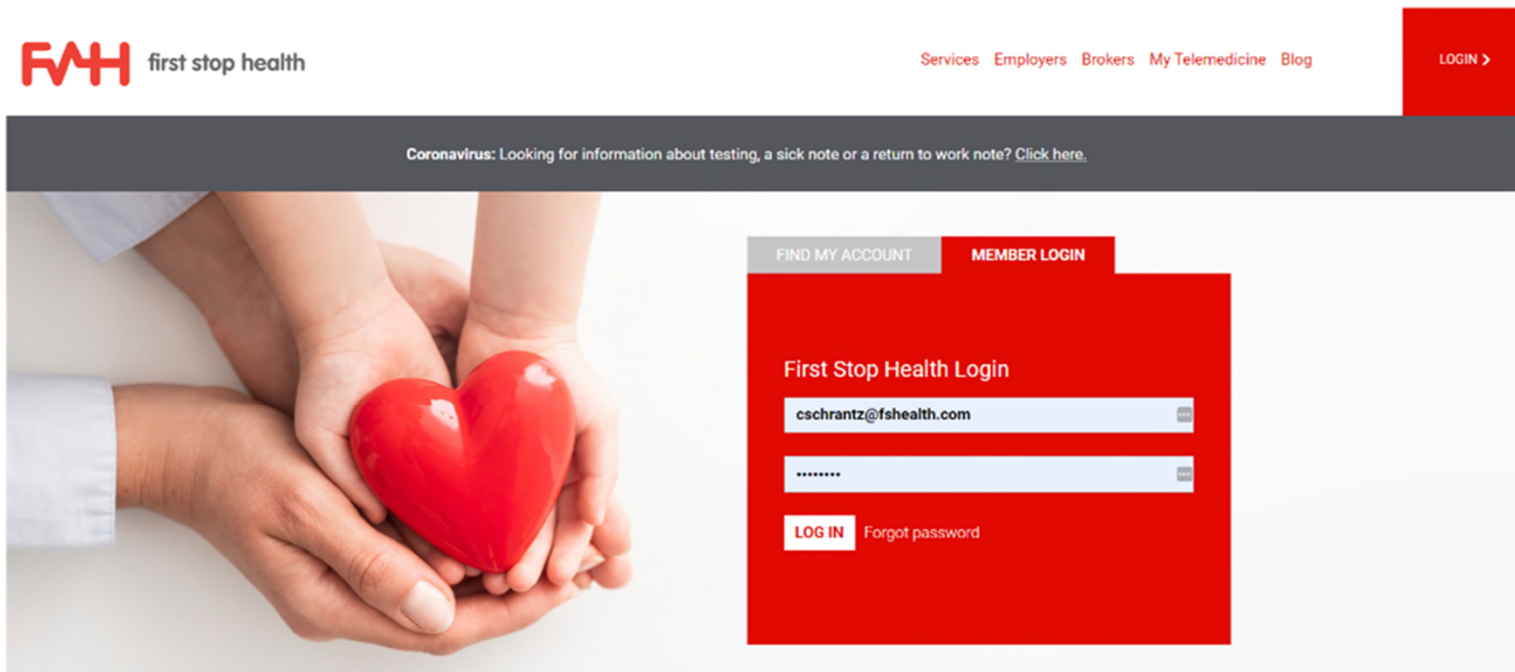 FAH first stop health
Services Employers Brokers My Telemedicine Blog
LOGIN >
Coronavirus: Looking for information about testing, a sick note or a return to work note? Click here.
FIND MY ACCOUNT MEMBER LOGIN
First Stop Health Login
cschrantz@fshealth.com
••••••••
LOG IN Forgot password